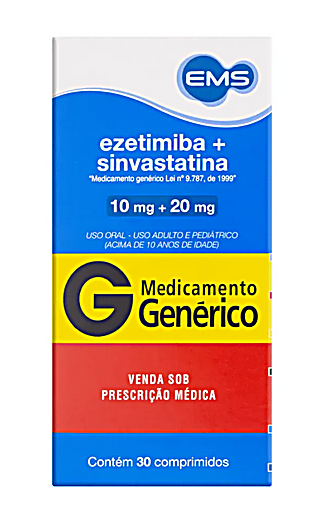 EMS
ezetimiba +
sinvastatina
"Medicamento genérico Lei nº 9.787, de 1999"
10 mg + 20 mg
USO ORAL - USO ADULTO E PEDIÁTRICO
(ACIMA DE 10 ANOS DE IDADE)
G Medicamento
Genérico
VENDA SOB
PRESCRIÇÃO MÉDICA
Contém 30 comprimidos